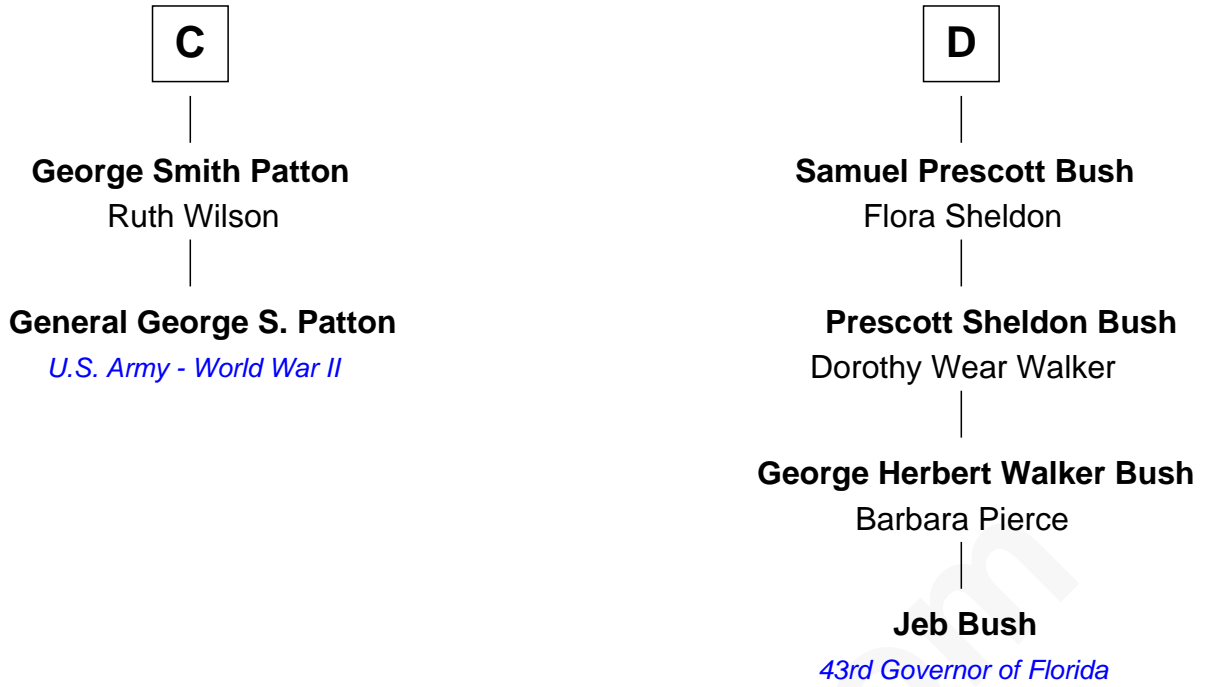 C
George Smith Patton
Ruth Wilson
General George S. Patton
U.S. Army - World War II
D
Samuel Prescott Bush
Flora Sheldon
Prescott Sheldon Bush
Dorothy Wear Walker
George Herbert Walker Bush
Barbara Pierce
Jeb Bush
43rd Governor of Florida